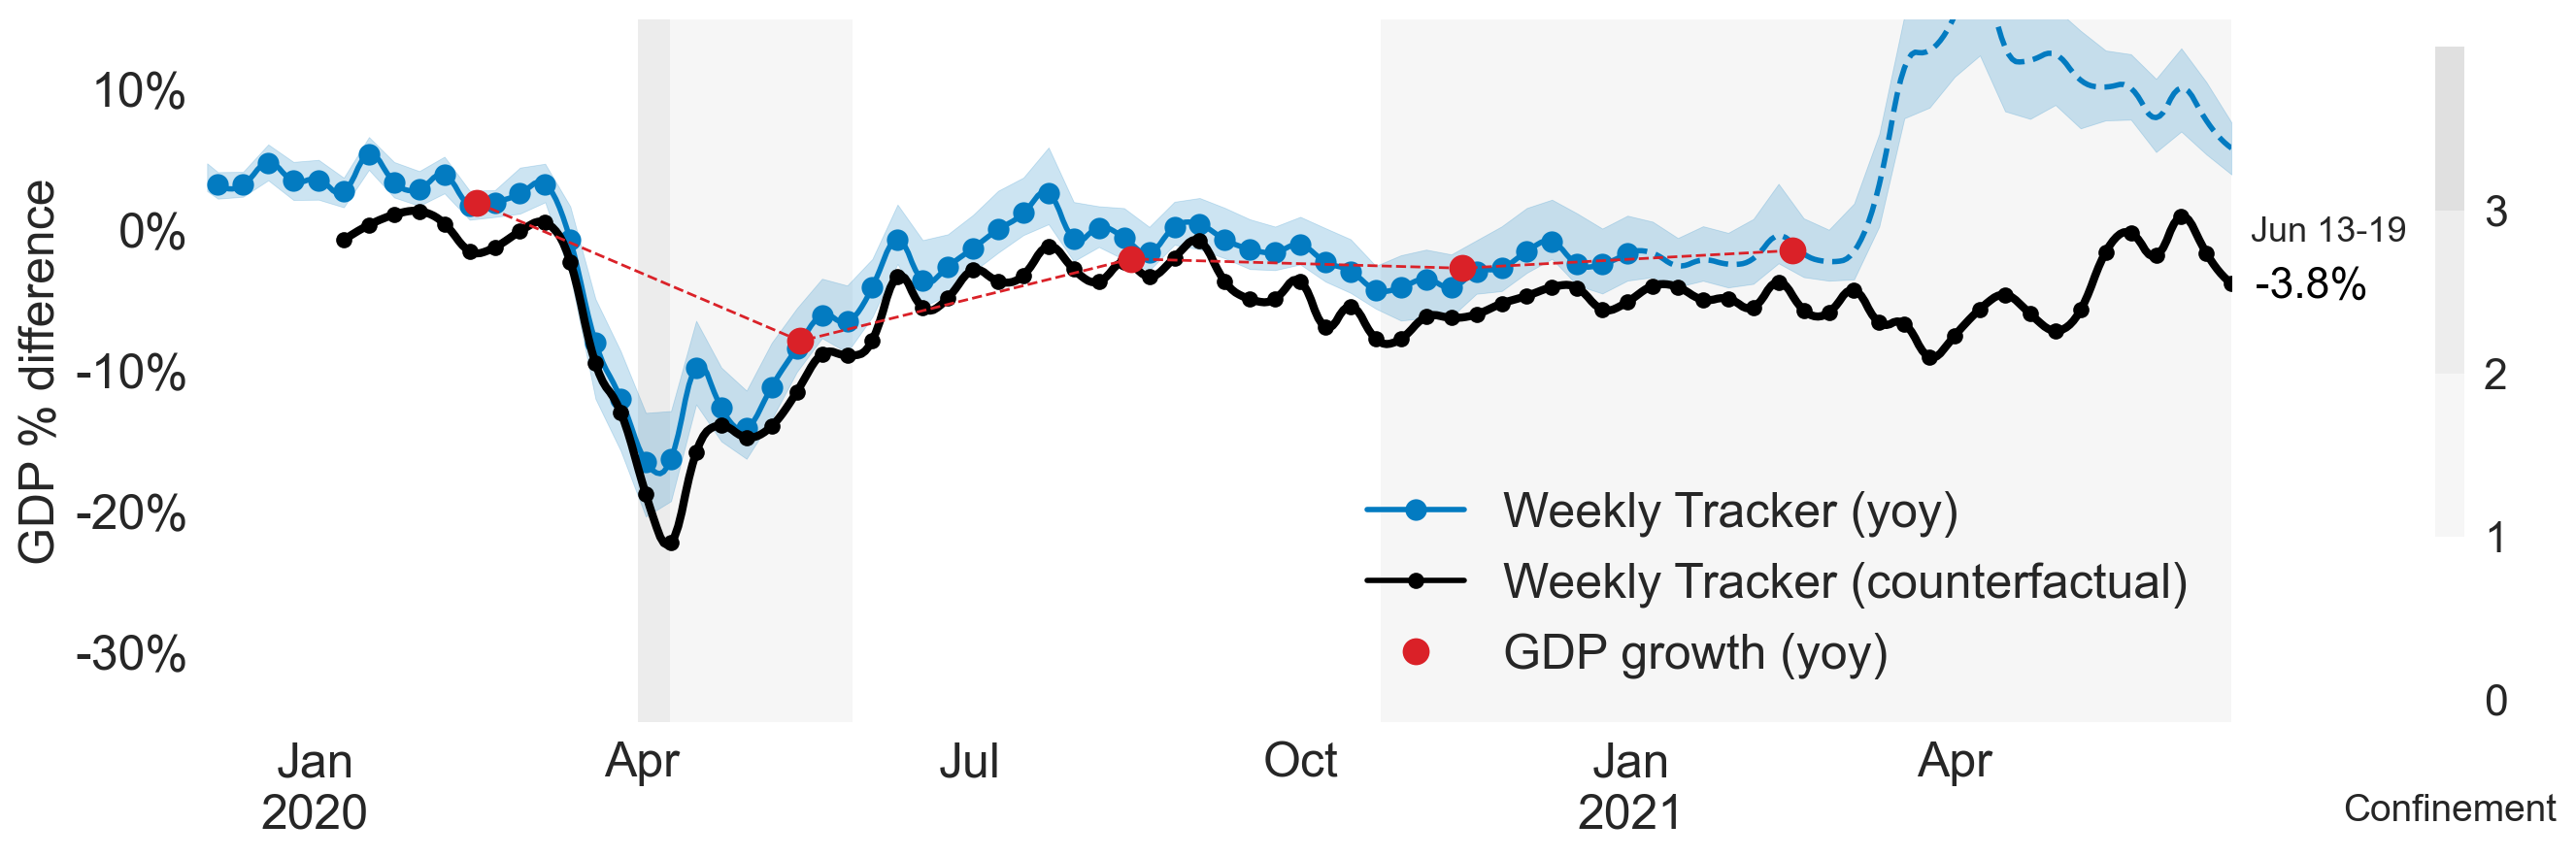 GDP % difference
10%
0%
-10%
-20%
-30%
Jan
2020
Apr
Jul
Oct
Jan
2021
Apr
Weekly Tracker (yoy)
Weekly Tracker (counterfactual)
GDP growth (yoy)
Jun 13-19
-3.8%
3
2
1
0
Confinement